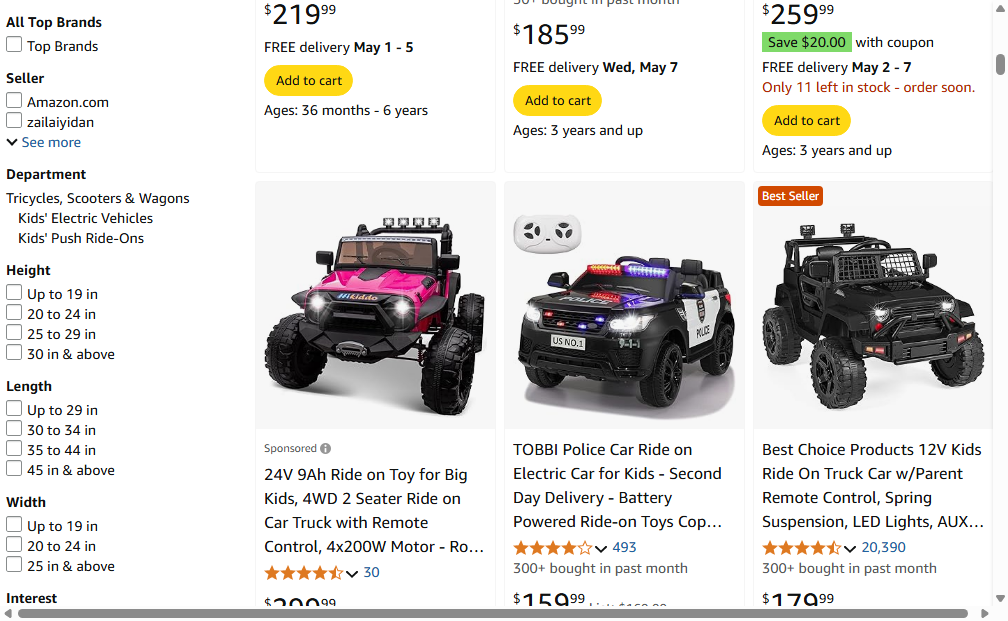 All Top Brands
Top Brands
Seller
Amazon.com
zailaiyidan
See more
Department
Tricycles, Scooters & Wagons
Kids' Electric Vehicles
Kids' Push Ride-Ons
Height
Up to 19 in
20 to 24 in
25 to 29 in
30 in & above
Length
Up to 29 in
30 to 34 in
35 to 44 in
45 in & above
Width
Up to 19 in
20 to 24 in
25 in & above
Interest
$219.99
FREE delivery May 1 - 5
Add to cart
Ages: 36 months - 6 years
50+ bought in past month
$185.99
FREE delivery Wed, May 7
Add to cart
Ages: 3 years and up
$259.99
Save $20.00 with coupon
FREE delivery May 2 - 7
Only 11 left in stock - order soon.
Add to cart
Ages: 3 years and up
Hikiddo
Sponsored
24V 9Ah Ride on Toy for Big
Kids, 4WD 2 Seater Ride on
Car Truck with Remote
Control, 4x200W Motor - Ro…
30
POLICE
US NO.1
POLICE
9-1-1
TOBBI Police Car Ride on
Electric Car for Kids - Second
Day Delivery - Battery
Powered Ride-on Toys Cop…
493
300+ bought in past month
$159.99
Best Seller
Best Choice Products 12V Kids
Ride On Truck Car w/Parent
Remote Control, Spring
Suspension, LED Lights, AUX…
20,390
300+ bought in past month
$179.99